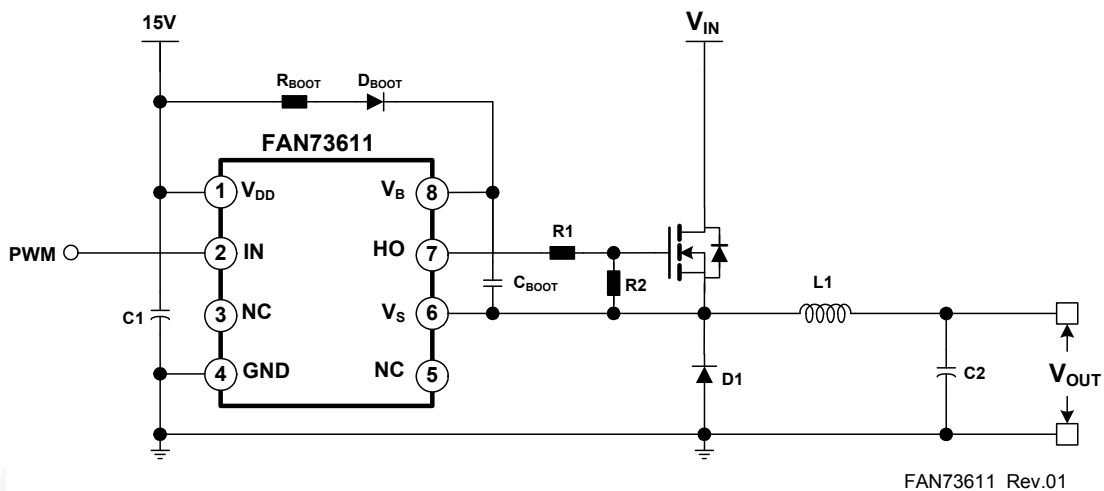 15V
V_IN
R_BOOT
D_BOOT
FAN73611
1 V_DD
V_B 8
PWM
2 IN
HO 7
R1
R2
C_BOOT
L1
C1
3 NC
V_S 6
4 GND
NC 5
D1
C2
V_OUT
FAN73611 Rev.01